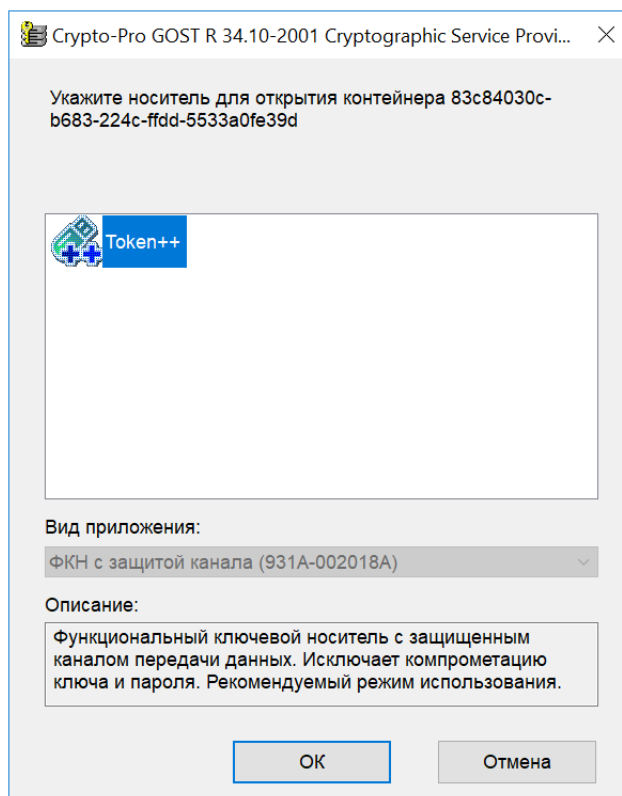 Crypto-Pro GOST R 34.10-2001 Cryptographic Service Provi...
Укажите носитель для открытия контейнера 83c84030c-
b683-224c-ffdd-5533a0fe39d
Token++
Вид приложения:
ФКН с защитой канала (931A-002018A)
Описание:
Функциональный ключевой носитель с защищенным
каналом передачи данных. Исключает компрометацию
ключа и пароля. Рекомендуемый режим использования.
ОК
Отмена